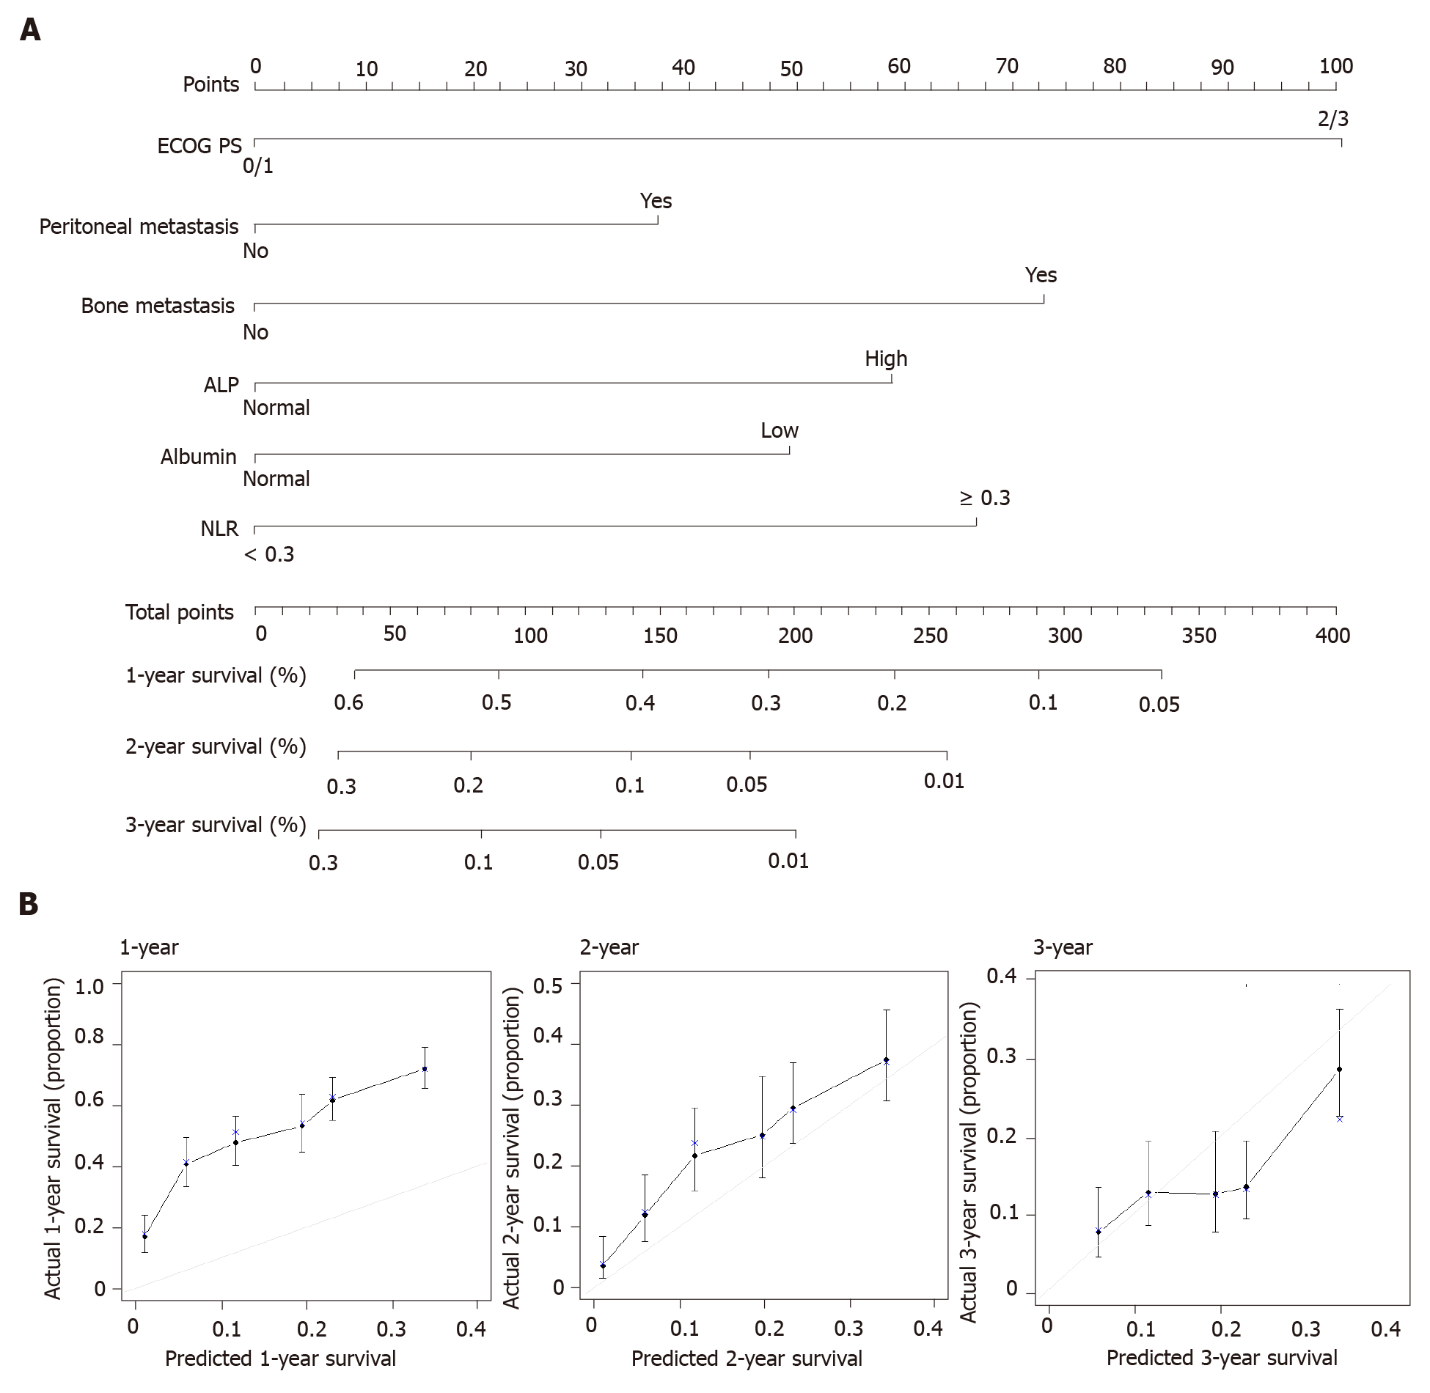 A
0 10 20 30 40 50 60 70 80 90 100
Points
2/3
ECOG PS
0/1
Yes
Peritoneal metastasis
No
Yes
Bone metastasis
No
High
ALP
Normal
Low
Albumin
Normal
≥ 0.3
NLR
< 0.3
Total points
0 50 100 150 200 250 300 350 400
1-year survival (%)
0.6 0.5 0.4 0.3 0.2 0.1 0.05
2-year survival (%)
0.3 0.2 0.1 0.05 0.01
3-year survival (%)
0.3 0.1 0.05 0.01
B
1-year
Actual 1-year survival (proportion)
1.0
0.8
0.6
0.4
0.2
0
0 0.1 0.2 0.3 0.4
Predicted 1-year survival
2-year
Actual 2-year survival (proportion)
0.5
0.4
0.3
0.2
0.1
0
0 0.1 0.2 0.3 0.4
Predicted 2-year survival
3-year
Actual 3-year survival (proportion)
0.4
0.3
0.2
0.1
0
0 0.1 0.2 0.3 0.4
Predicted 3-year survival